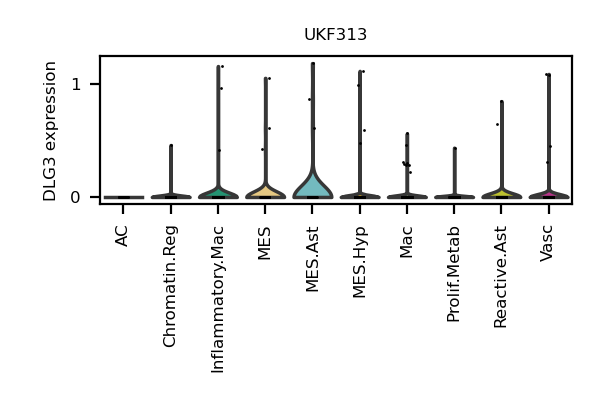 UKF313
DLG3 expression
1
0
AC
Chromatin.Reg
Inflammatory.Mac
MES
MES.Ast
MES.Hyp
Mac
Prolif.Metab
Reactive.Ast
Vasc